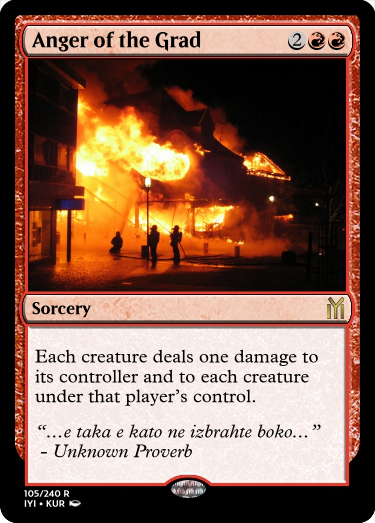 Anger of the Grad 2
Sorcery
Each creature deals one damage to
its controller and to each creature
under that player's control.
“...e taka e kato ne izbrahte boko...”
- Unknown Proverb
105/240 R
IYI • KUR